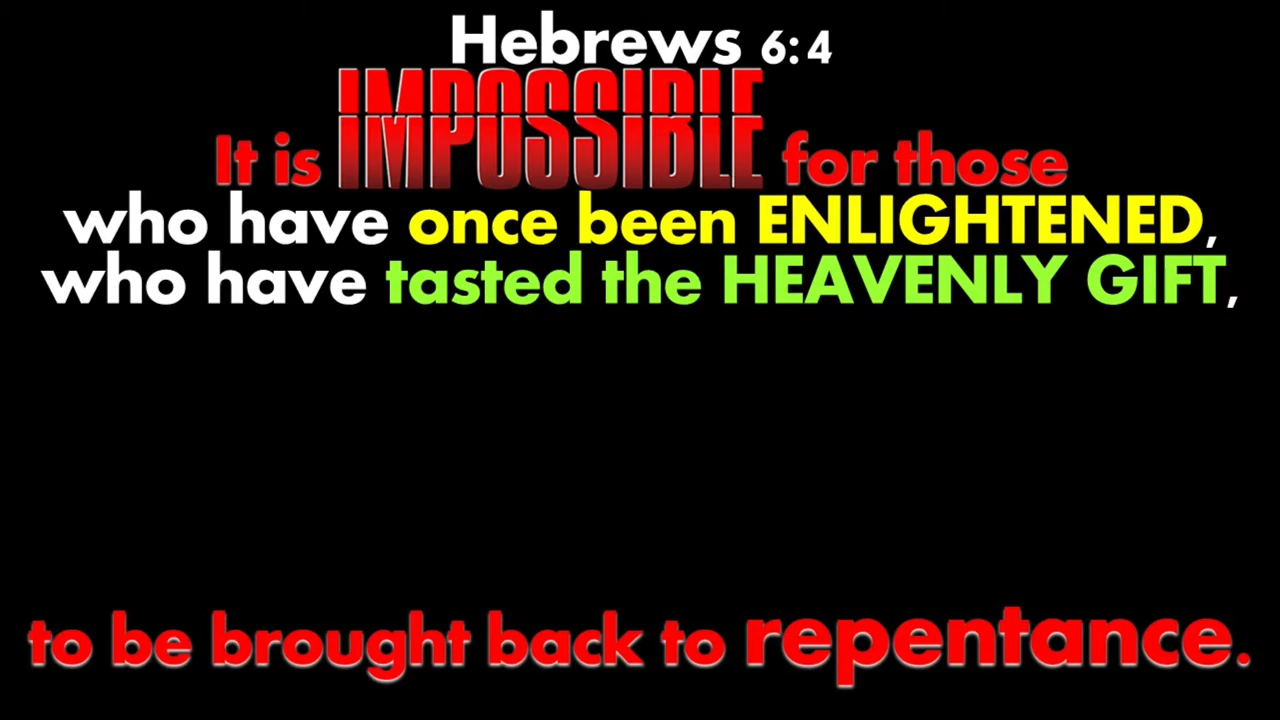 Hebrews 6:4
It is IMPOSSIBLE for those
who have once been ENLIGHTENED,
who have tasted the HEAVENLY GIFT,
to be brought back to repentance.